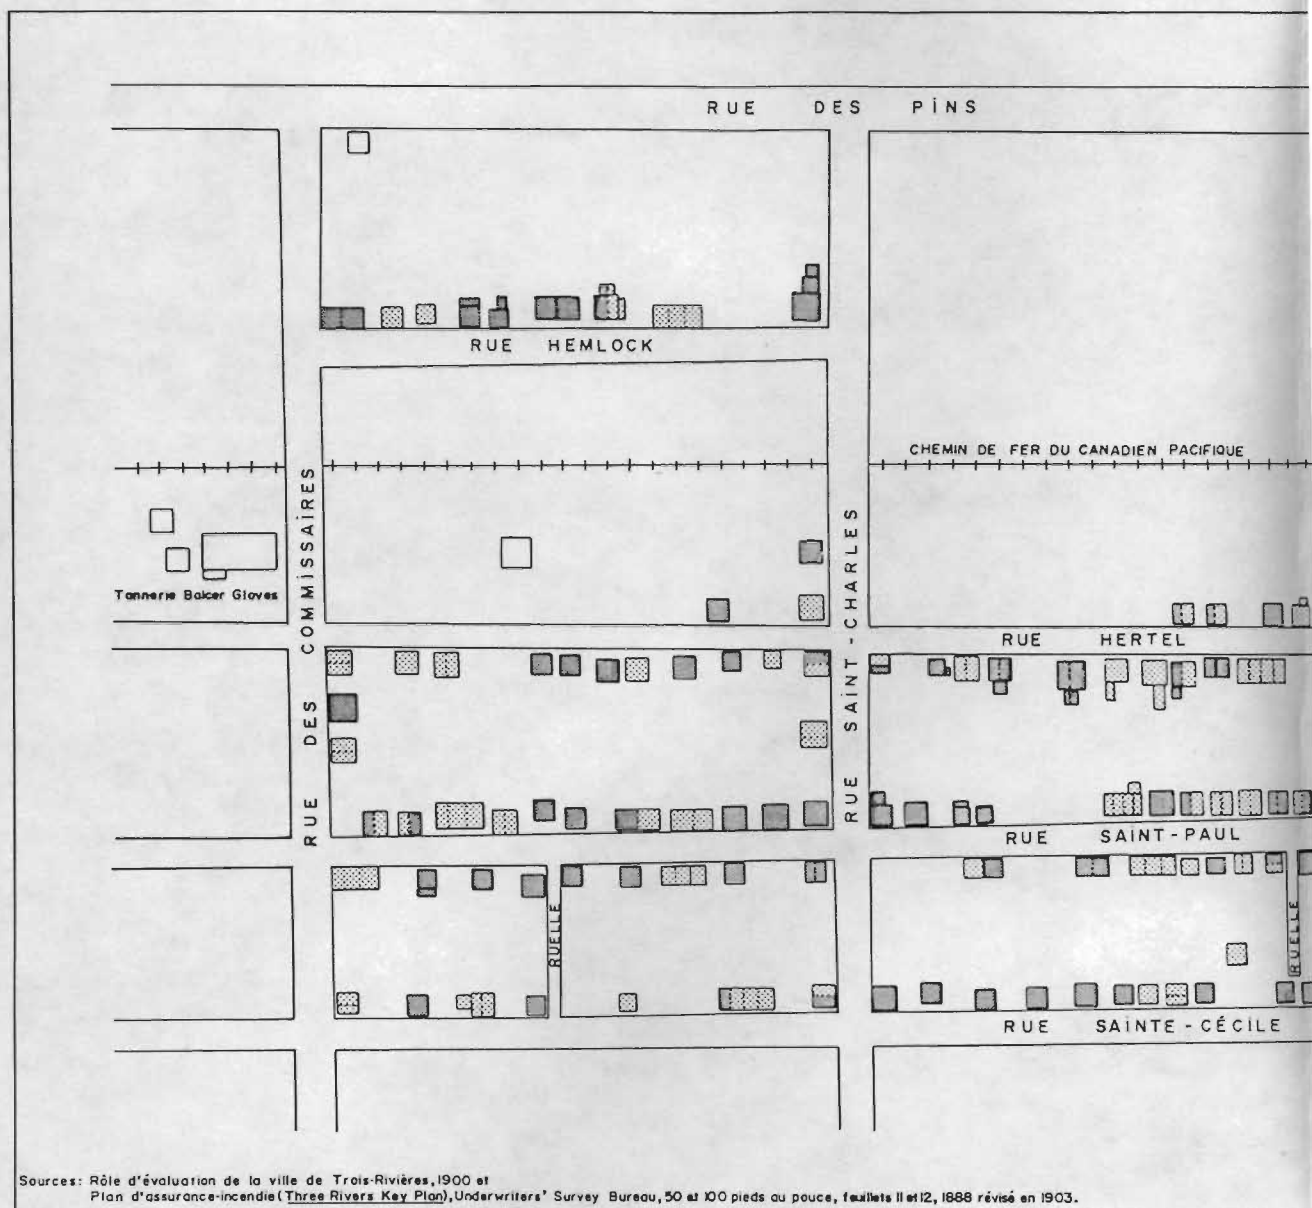 RUE DES PiNS
RUE HEMLOCK
CHEMIN DE FER DU CANADIEN PACIFIQUE
RUE DES COMMISSAiRES
Tannerie Balcer Gloves
RUE SAiNT-CHARLES
RUE HERTEL
RUE SAiNT-PAUL
RUELLE
RUELLE
RUE SAiNTE-CÉCiLE
Sources: Rôle d'évaluation de la ville de Trois-Rivières, 1900 et
Plan d'assurance-incendie (Three Rivers Key Plan), Underwriters' Survey Bureau, 50 et 100 pieds au pouce, feuillets 11 et 12, 1888 révisé en 1903.